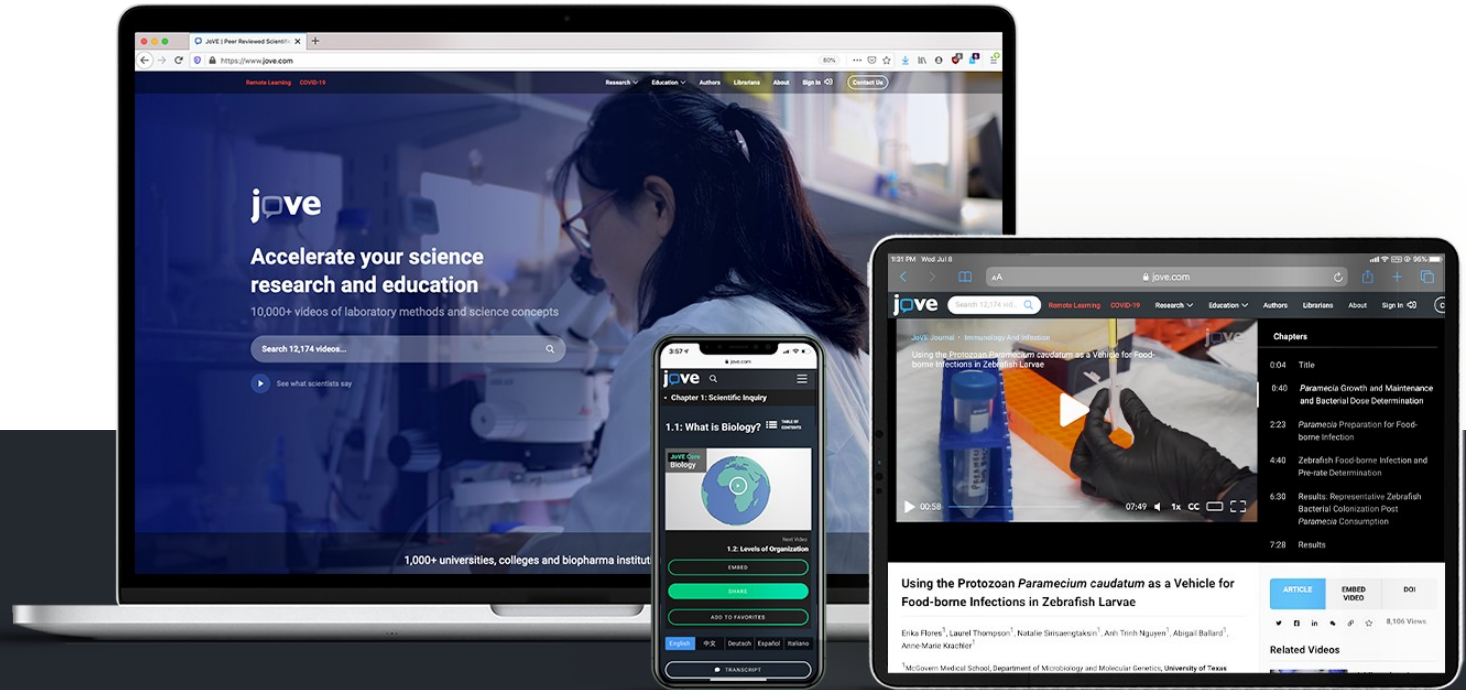 JoVE | Peer Reviewed Scientific
https://www.jove.com
80%
Remote Learning COVID-19 Research Education Authors Librarians About Sign In Contact Us
jove
Accelerate your science
research and education
10,000+ videos of laboratory methods and science concepts
Search 12,174 videos...
See what scientists say
1,000+ universities, colleges and biopharma
3:57
jove.com
jove
• Chapter 1: Scientific Inquiry
1.1: What is Biology? TABLE OF
CONTENTS
JoVE Core
Biology
Next Video
1.2: Levels of Organization
EMBED
SHARE
ADD TO FAVORITES
English 中文 Deutsch Español Italiano
TRANSCRIPT
9:31 PM Wed Jul 8 96%
AA jove.com
jove Search 12,174 vid... Remote Learning COVID-19 Research Education Authors Librarians About Sign In
JoVE Journal • Immunology And Infection
Using the Protozoan Paramecium caudatum as a Vehicle for Food-
borne Infections in Zebrafish Larvae
jove
00:58 07:49 1x CC
Chapters
0:04 Title
0:40 Paramecia Growth and Maintenance
and Bacterial Dose Determination
2:23 Paramecia Preparation for Food-
borne Infection
4:40 Zebrafish Food-borne Infection and
Pre-rate Determination
6:30 Results: Representative Zebrafish
Bacterial Colonization Post
Paramecia Consumption
7:28 Results
Using the Protozoan Paramecium caudatum as a Vehicle for
Food-borne Infections in Zebrafish Larvae
Erika Flores1, Laurel Thompson1, Natalie Sirisaengtaksin1, Anh Trinh Nguyen1, Abigail Ballard1,
Anne-Marie Krachler1
1McGovern Medical School, Department of Microbiology and Molecular Genetics, University of Texas
ARTICLE EMBED
VIDEO DOI
8,106 Views
Related Videos